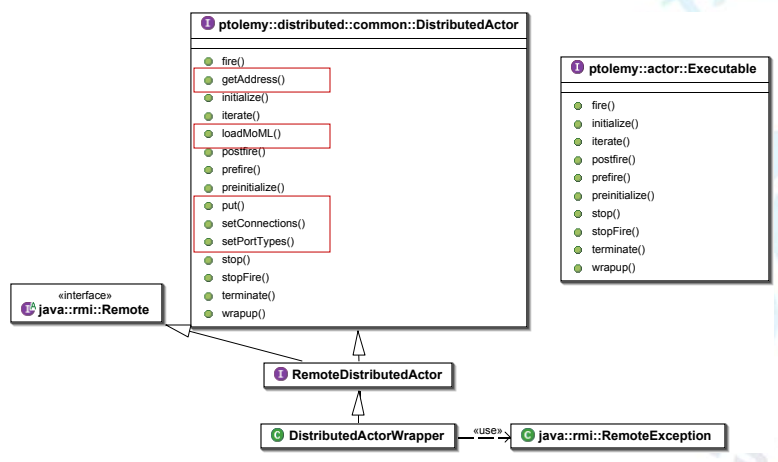 ptolemy::distributed::common::DistributedActor
fire()
getAddress()
initialize()
iterate()
loadMoML()
postfire()
prefire()
preinitialize()
put()
setConnections()
setPortTypes()
stop()
stopFire()
terminate()
wrapup()
ptolemy::actor::Executable
fire()
initialize()
iterate()
postfire()
prefire()
preinitialize()
stop()
stopFire()
terminate()
wrapup()
«interface»
java::rmi::Remote
RemoteDistributedActor
DistributedActorWrapper
«use»
java::rmi::RemoteException